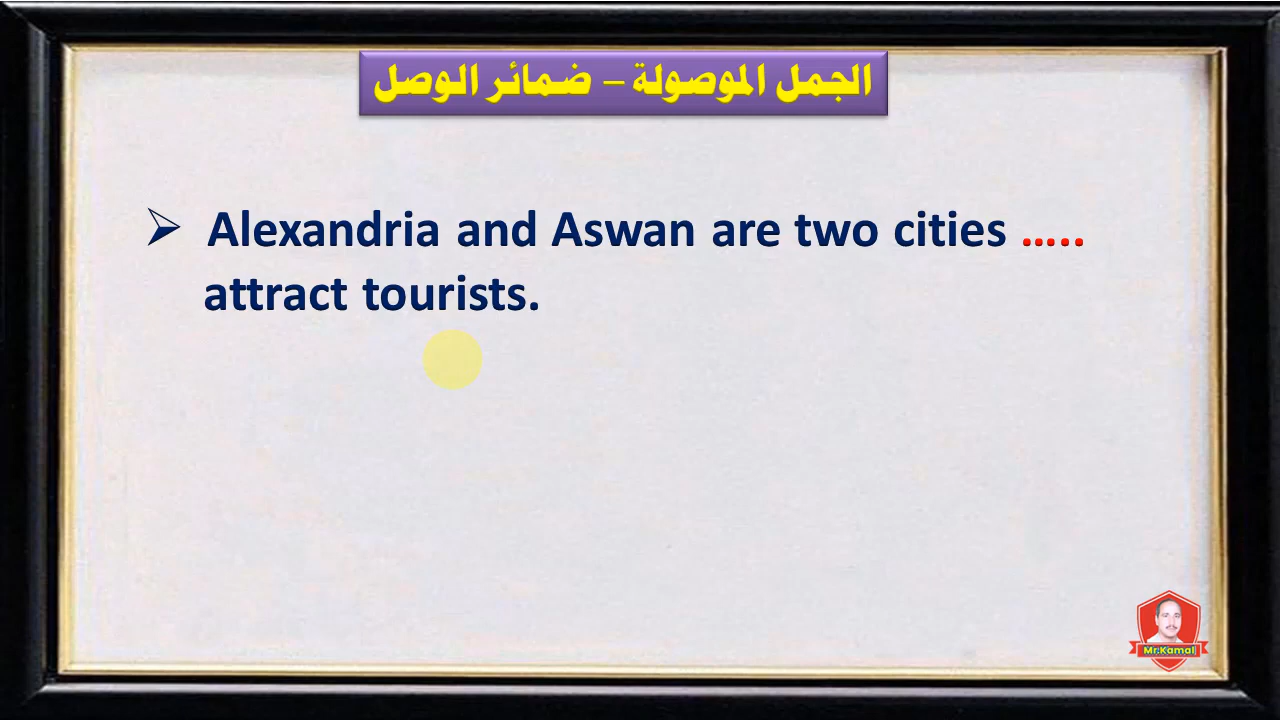 الجمل الموصولة – ضمائر الوصل
➢ Alexandria and Aswan are two cities …..
attract tourists.
Mr.Kamal